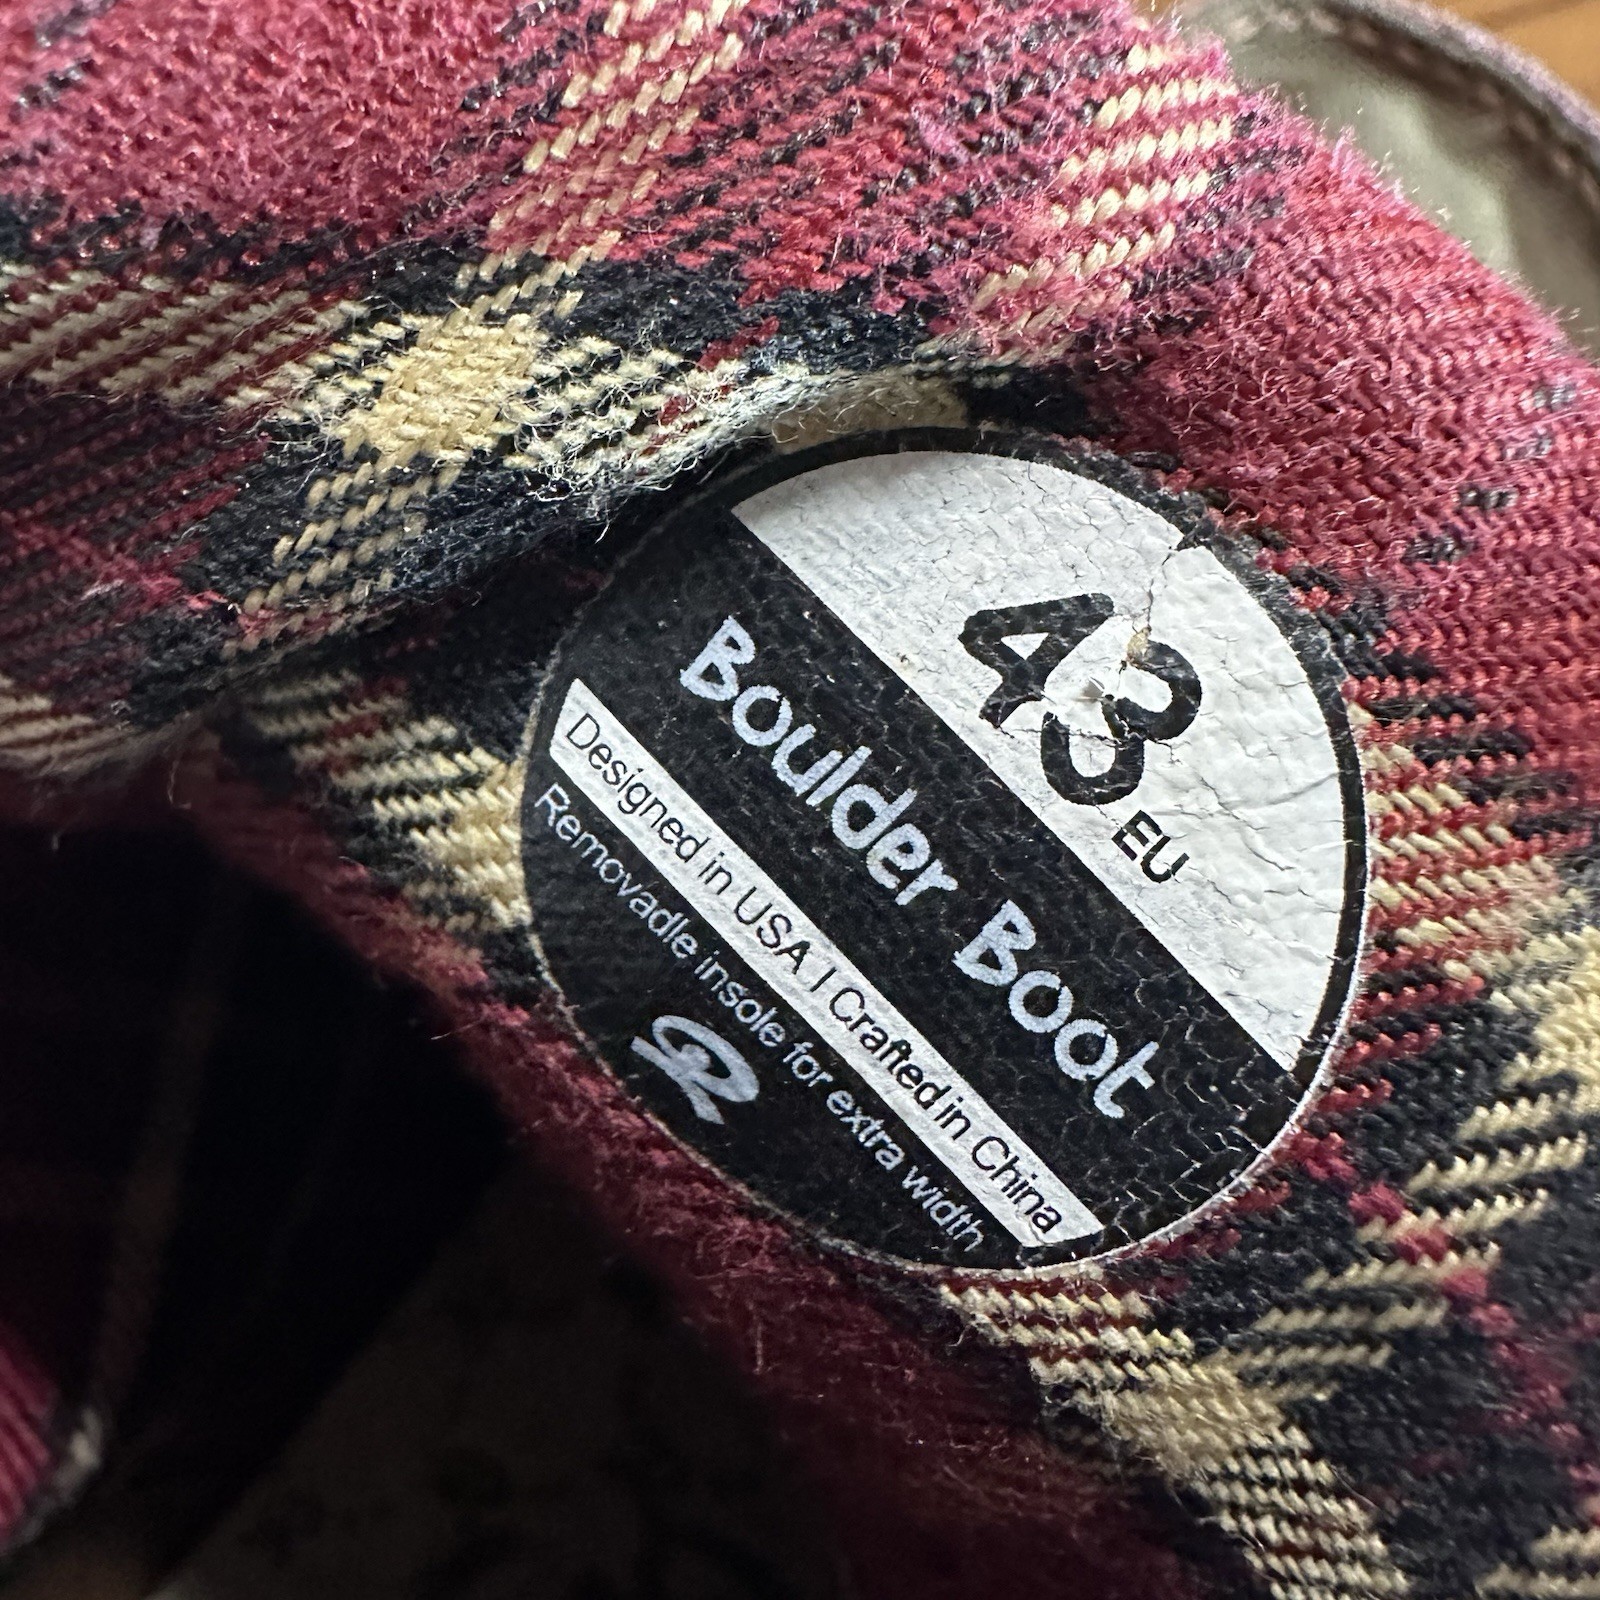 43 EU
Boulder Boot
Designed in USA | Crafted in China
Removadle insole for extra width